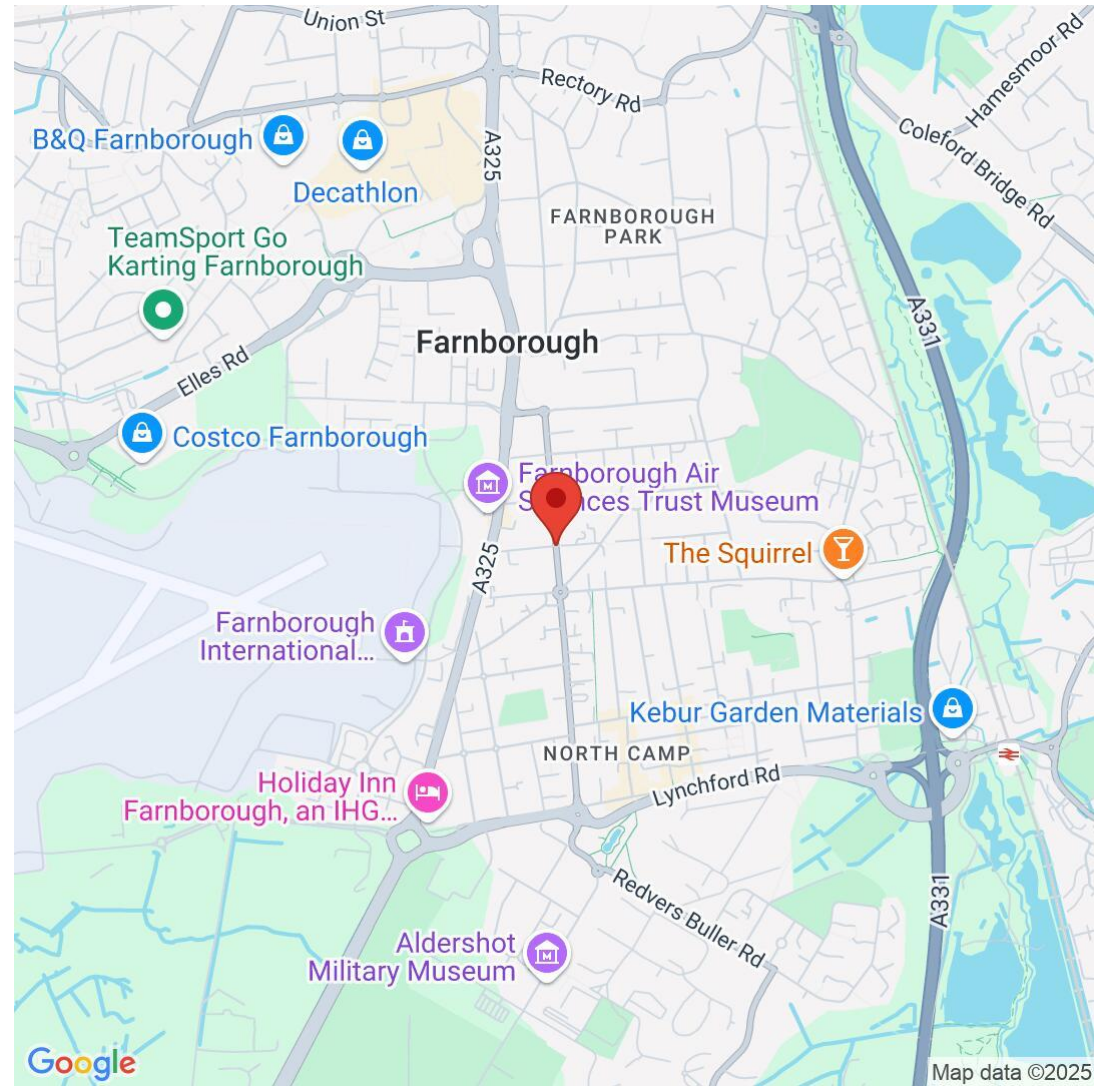 Union St
Rectory Rd
Hamesmoor Rd
B&Q Farnborough
A325
Coleford Bridge Rd
Decathlon
FARNBOROUGH
PARK
TeamSport Go
Karting Farnborough
A331
Farnborough
Elles Rd
Costco Farnborough
Farnborough Air
Sciences Trust Museum
The Squirrel
A325
Farnborough
International...
Kebur Garden Materials
NORTH CAMP
Holiday Inn
Farnborough, an IHG...
Lynchford Rd
Redvers Buller Rd
A331
Aldershot
Military Museum
Google
Map data ©2025